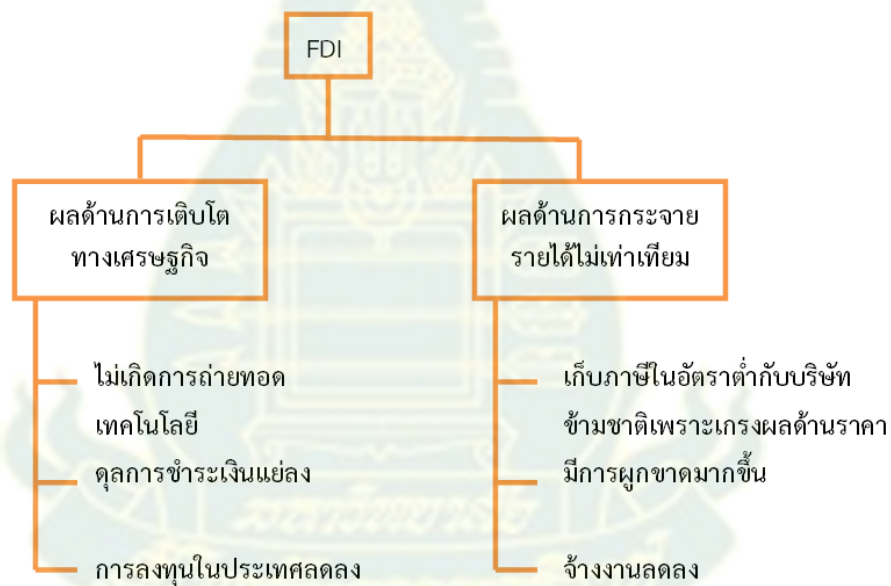 FDI
ผลด้านการเติบโต
ทางเศรษฐกิจ
ผลด้านการกระจาย
รายได้ไม่เท่าเทียม
ไม่เกิดการถ่ายทอด
เทคโนโลยี
ดุลการชำระเงินแย่ลง
การลงทุนในประเทศลดลง
เก็บภาษีในอัตราต่ำกับบริษัท
ข้ามชาติเพราะเกรงผลด้านราคา
มีการผูกขาดมากขึ้น
จ้างงานลดลง